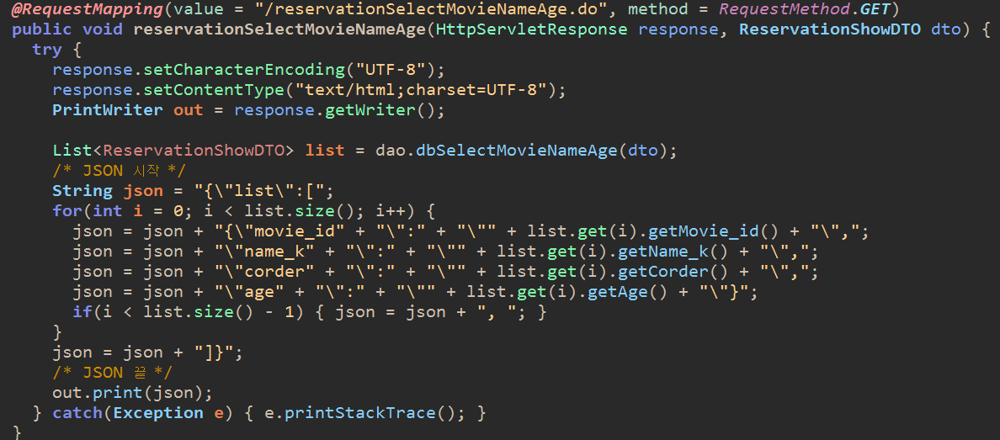 @RequestMapping(value = "/reservationSelectMovieNameAge.do", method = RequestMethod.GET)
public void reservationSelectMovieNameAge(HttpServletResponse response, ReservationShowDTO dto) {
  try {
    response.setCharacterEncoding("UTF-8");
    response.setContentType("text/html;charset=UTF-8");
    PrintWriter out = response.getWriter();

    List<ReservationShowDTO> list = dao.dbSelectMovieNameAge(dto);
    /* JSON 시작 */
    String json = "{\"list\":[";
    for(int i = 0; i < list.size(); i++) {
      json = json + "{\"movie_id" + "\":" + "\"" + list.get(i).getMovie_id() + "\",";
      json = json + "\"name_k" + "\":" + "\"" + list.get(i).getName_k() + "\",";
      json = json + "\"corder" + "\":" + "\"" + list.get(i).getCorder() + "\",";
      json = json + "\"age" + "\":" + "\"" + list.get(i).getAge() + "\"}";
      if(i < list.size() - 1) { json = json + ", "; }
    }
    json = json + "]}";
    /* JSON 끝 */
    out.print(json);
  } catch(Exception e) { e.printStackTrace(); }
}